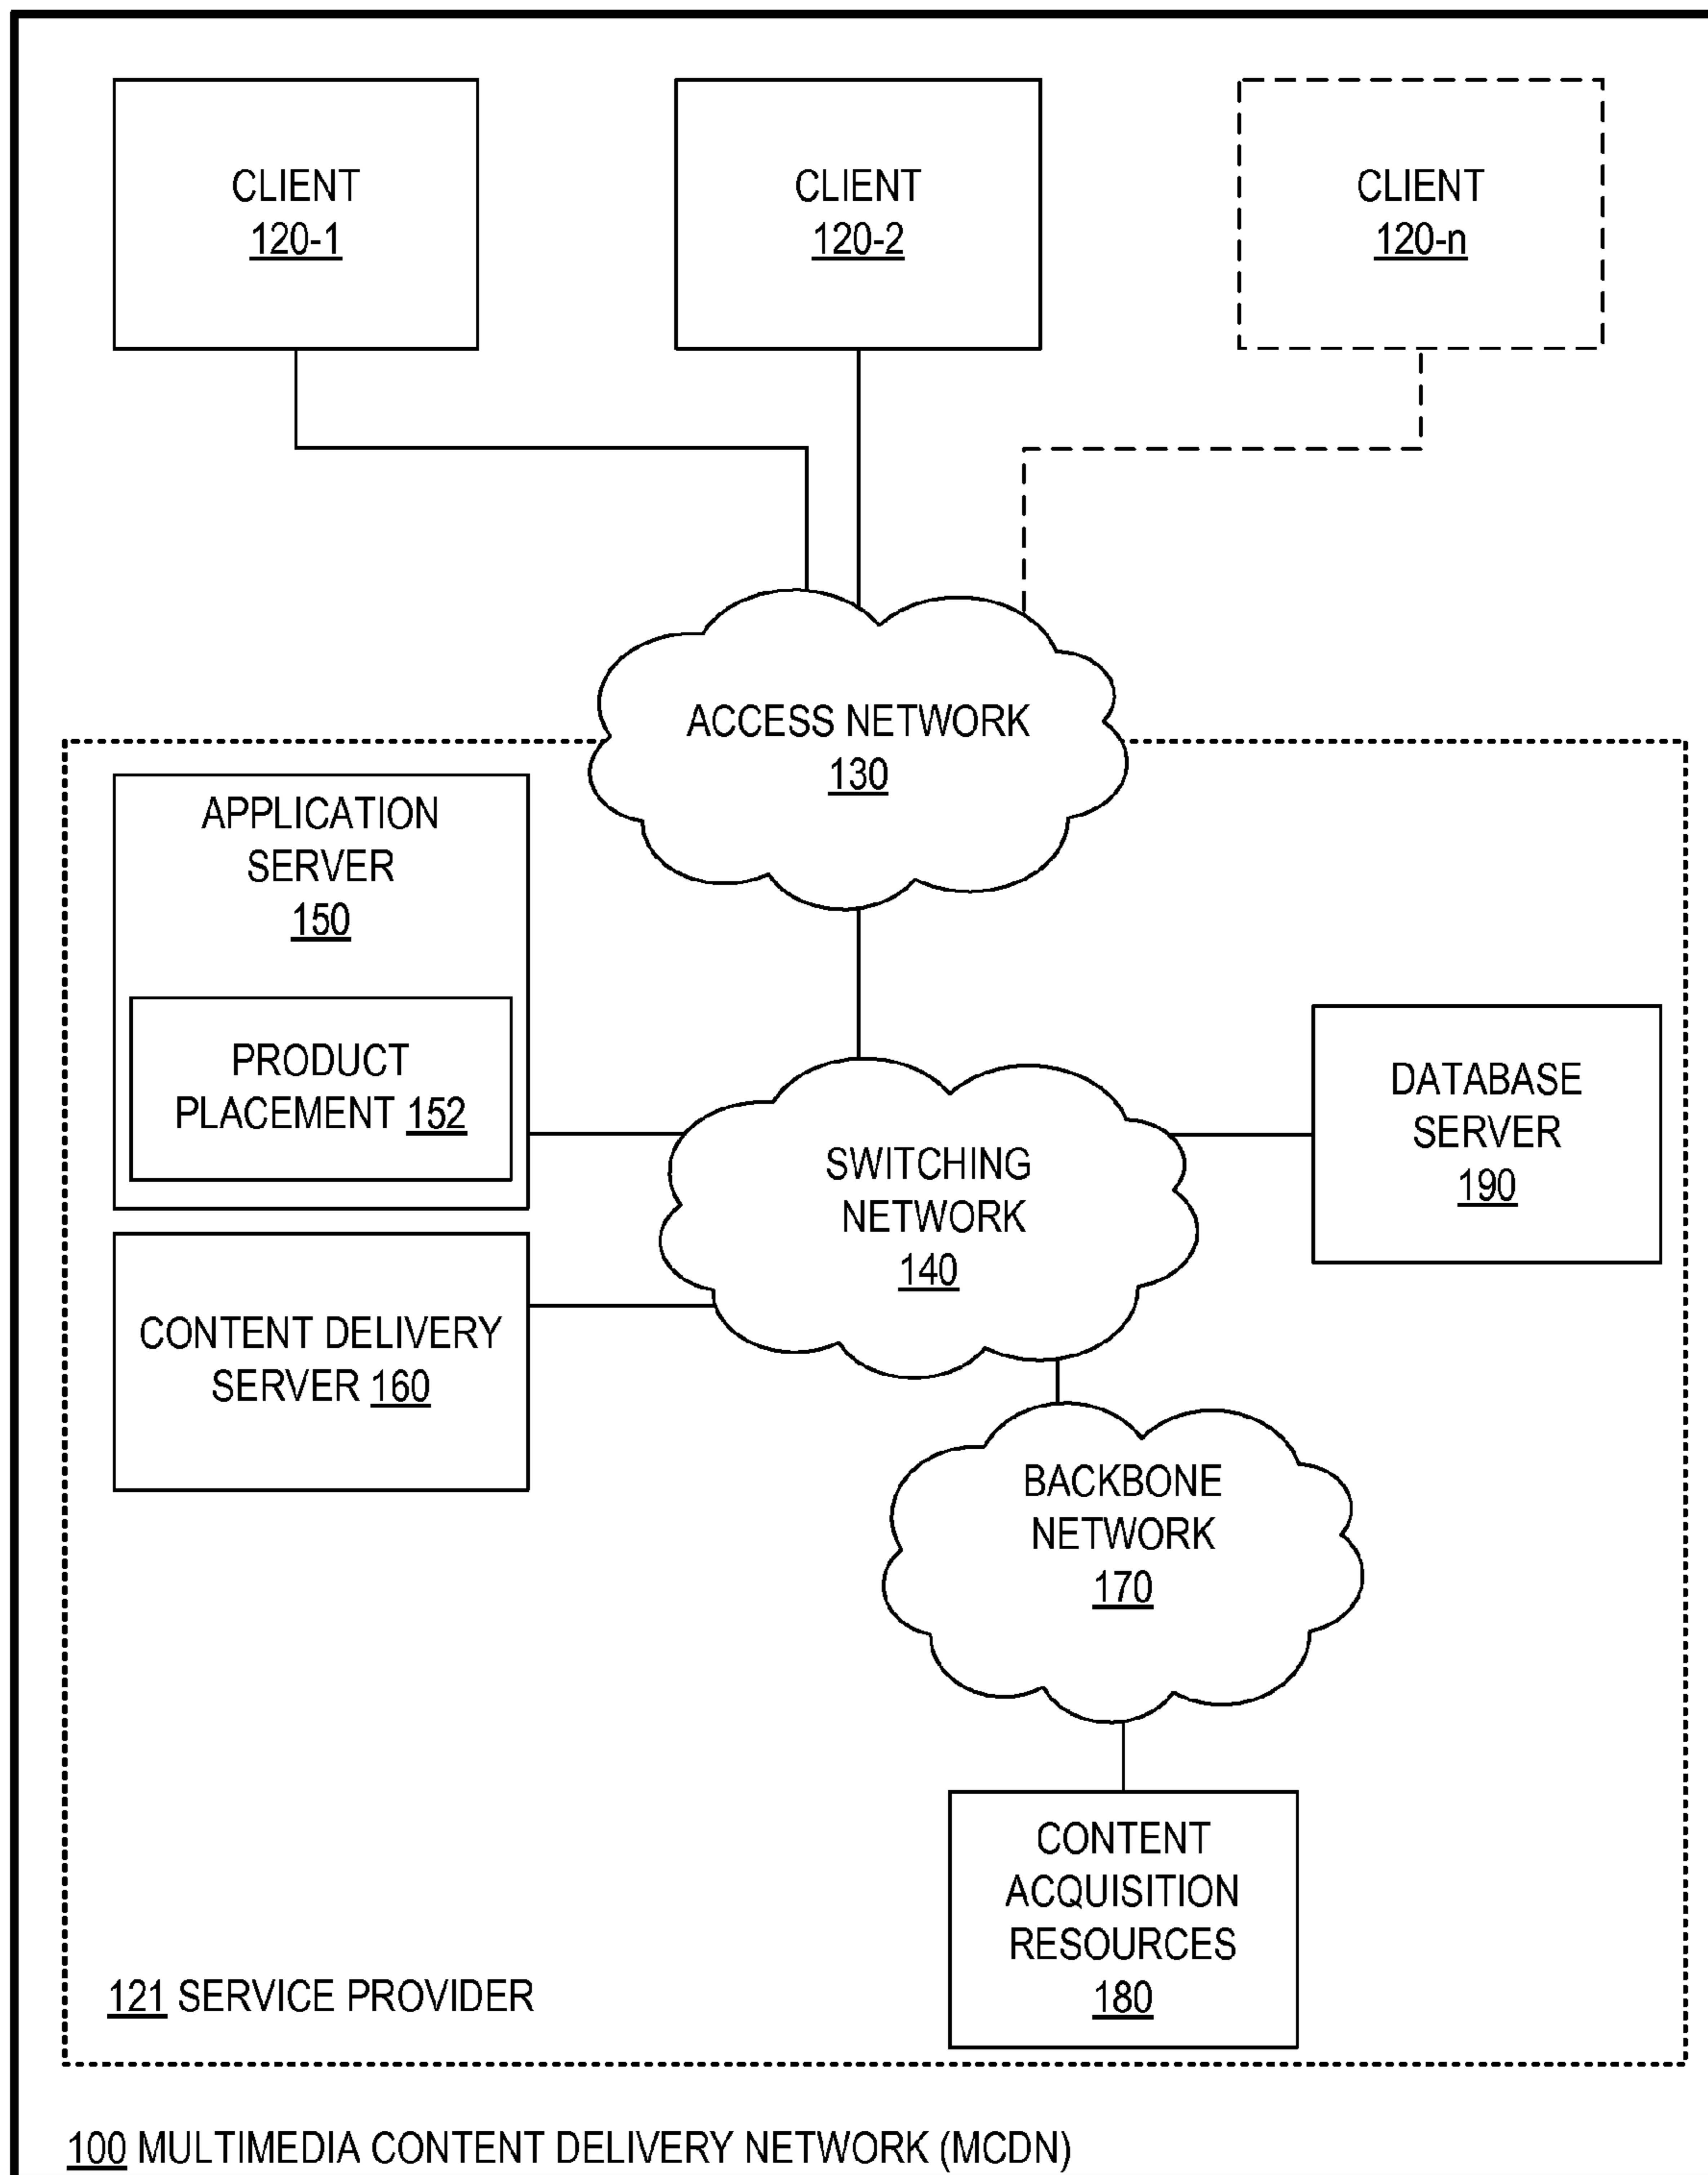 CLIENT
120-1
CLIENT
120-2
CLIENT
120-n
ACCESS NETWORK
130
APPLICATION
SERVER
150
PRODUCT
PLACEMENT 152
SWITCHING
NETWORK
140
DATABASE
SERVER
190
CONTENT DELIVERY
SERVER 160
BACKBONE
NETWORK
170
CONTENT
ACQUISITION
RESOURCES
180
121 SERVICE PROVIDER
100 MULTIMEDIA CONTENT DELIVERY NETWORK (MCDN)